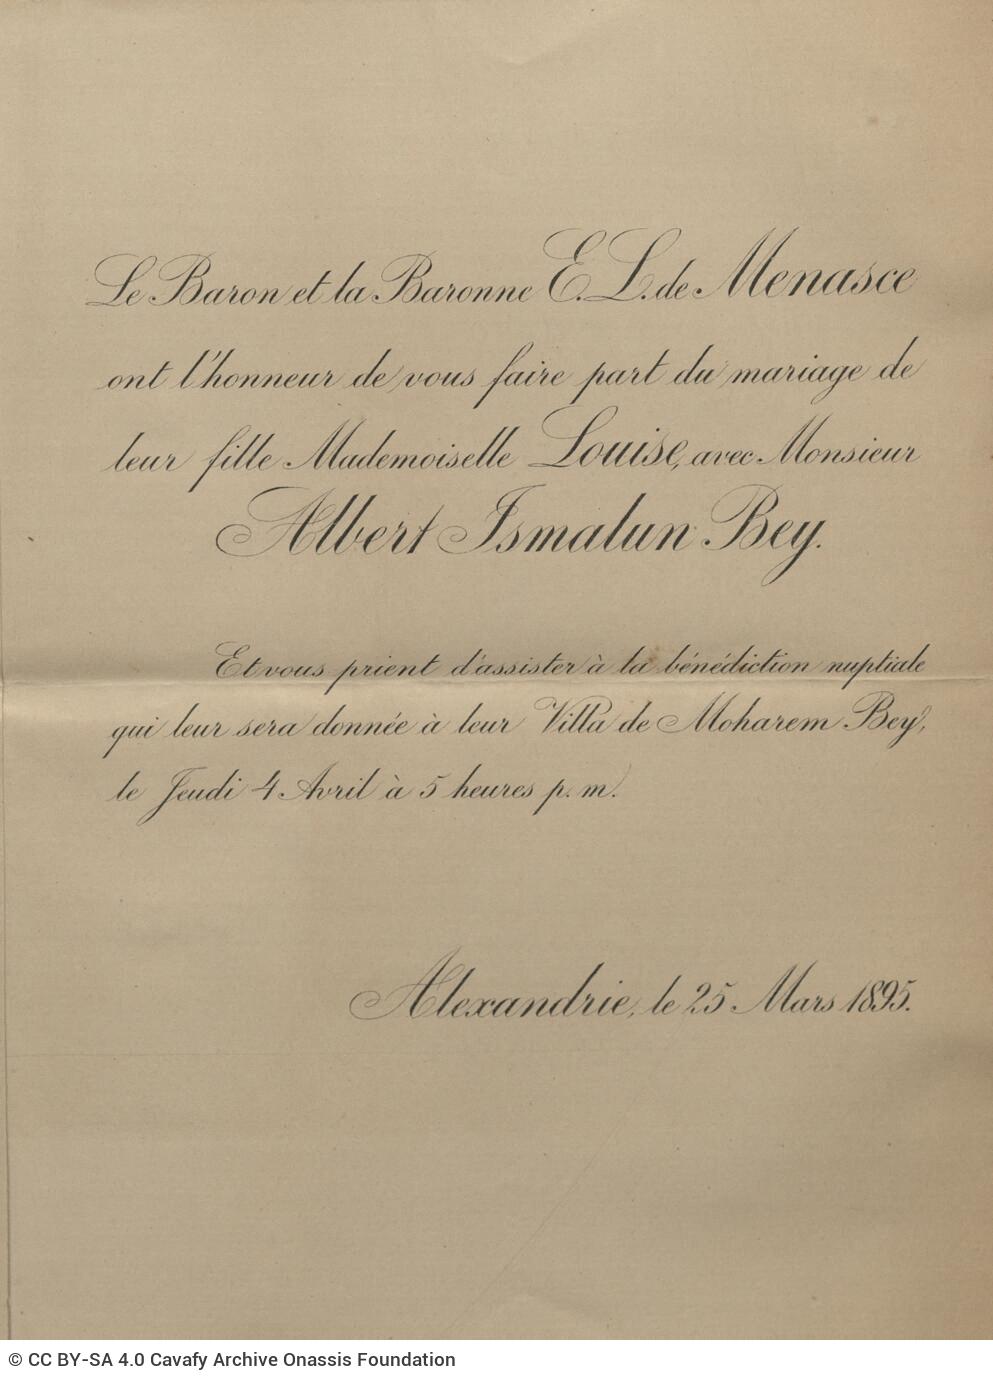 Le Baron et la Baronne E. L. de Menasce
ont l'honneur de vous faire part du mariage de
leur fille Mademoiselle Louise, avec Monsieur
Albert Ismalun Bey.
Et vous prient d'assister à la bénédiction nuptiale
qui leur sera donnée à leur Villa de Moharem Bey,
le Jeudi 4 Avril à 5 heures p. m.
Alexandrie, le 25 Mars 1895.
© CC BY-SA 4.0 Cavafy Archive Onassis Foundation